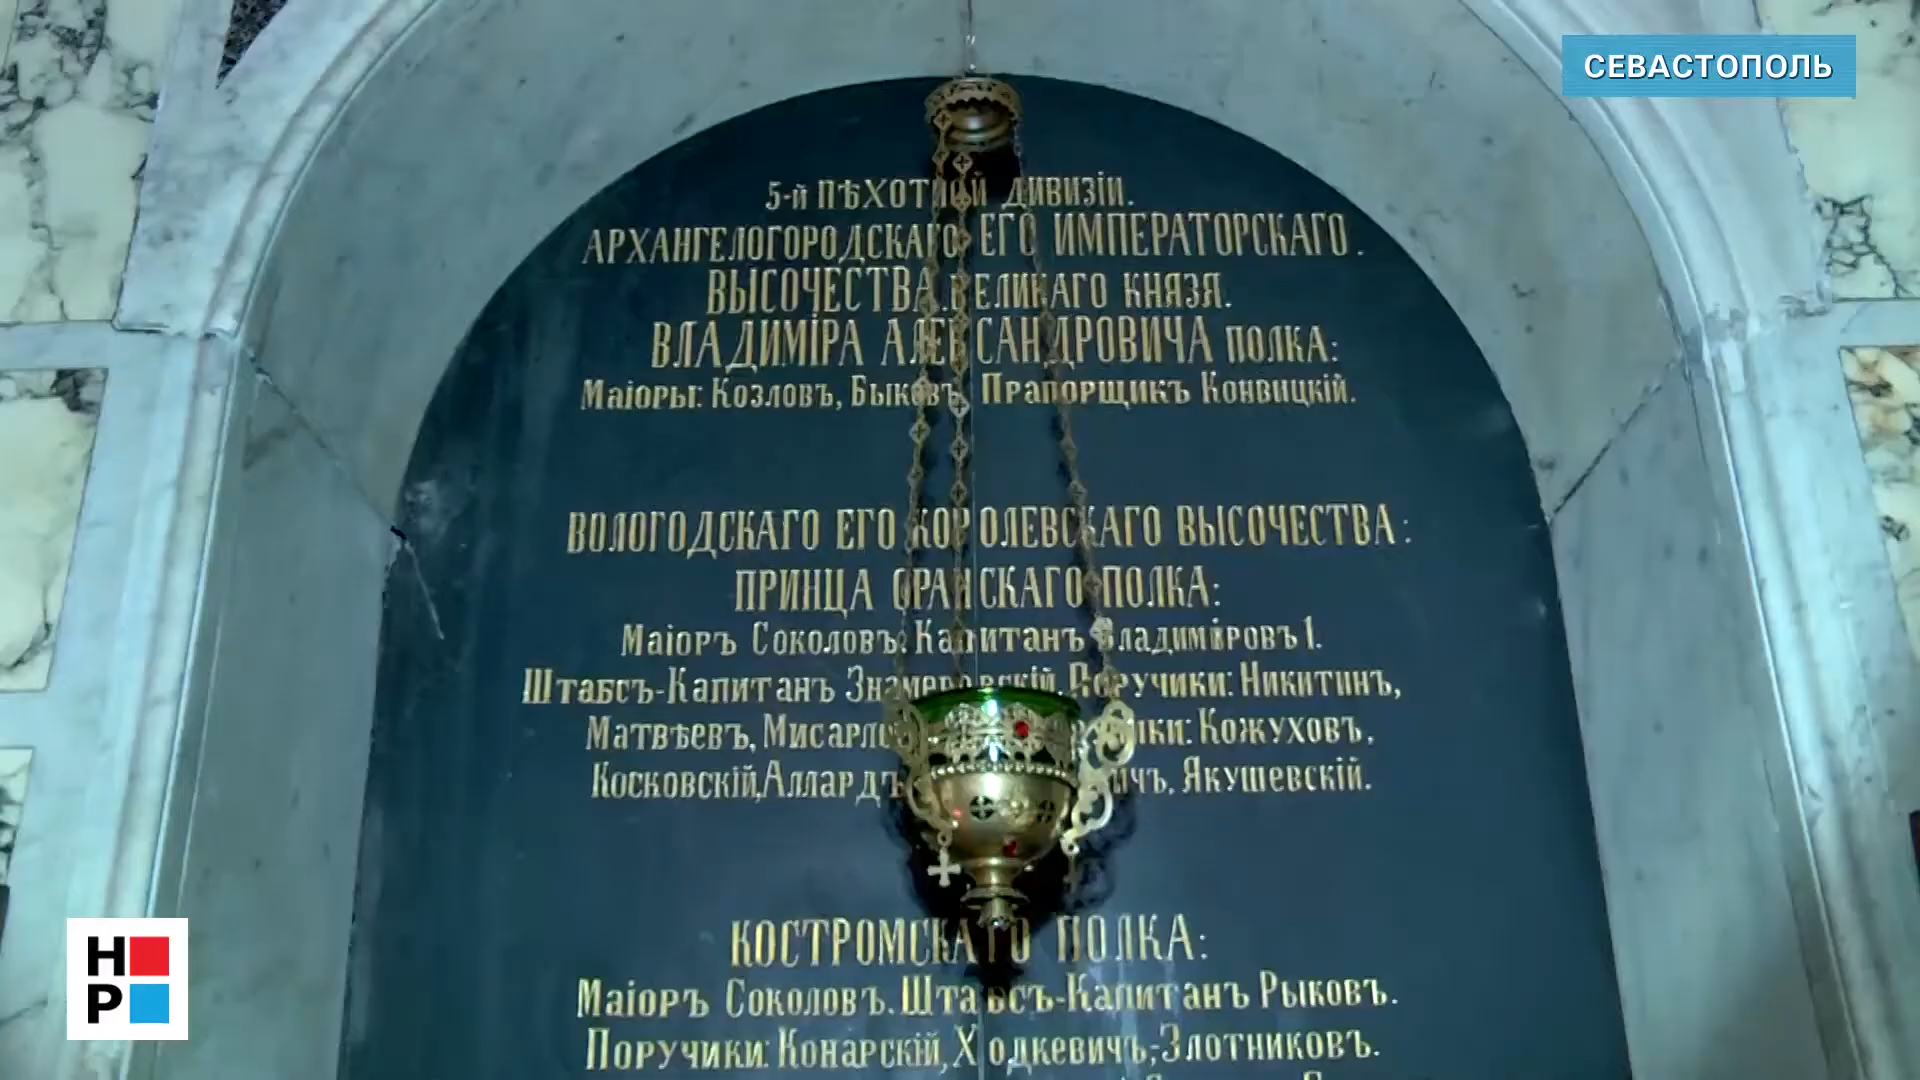 СЕВАСТОПОЛЬ
5-й ПѢХОТНОЙ ДИВИЗІИ.
АРХАНГЕЛОГОРОДСКАГО ЕГО ИМПЕРАТОРСКАГО.
ВЫСОЧЕСТВА.ВЕЛИКАГО КНЯЗЯ.
ВЛАДИМІРА АЛЕКСАНДРОВИЧА ПОЛКА:
Маіоры: Козловъ, Быковъ, Прапорщикъ Конвицкій.
ВОЛОГОДСКАГО ЕГО КОРОЛЕВСКАГО ВЫСОЧЕСТВА:
ПРИНЦА ОРАНСКАГО ПОЛКА:
Маіоръ Соколовъ. Капитанъ Владиміровъ 1.
Штабсъ-Капитанъ Знамеровскій Поручики: Никитинъ,
Матвѣевъ, Кожуховъ,
Косковскій, Аллардъ Якушевскій.
КОСТРОМСКАГО ПОЛКА:
Маіоръ Соколовъ. Штабсъ-Капитанъ Рыковъ.
Поручики: Конарскій, Ходкевичъ, Злотниковъ.
НР